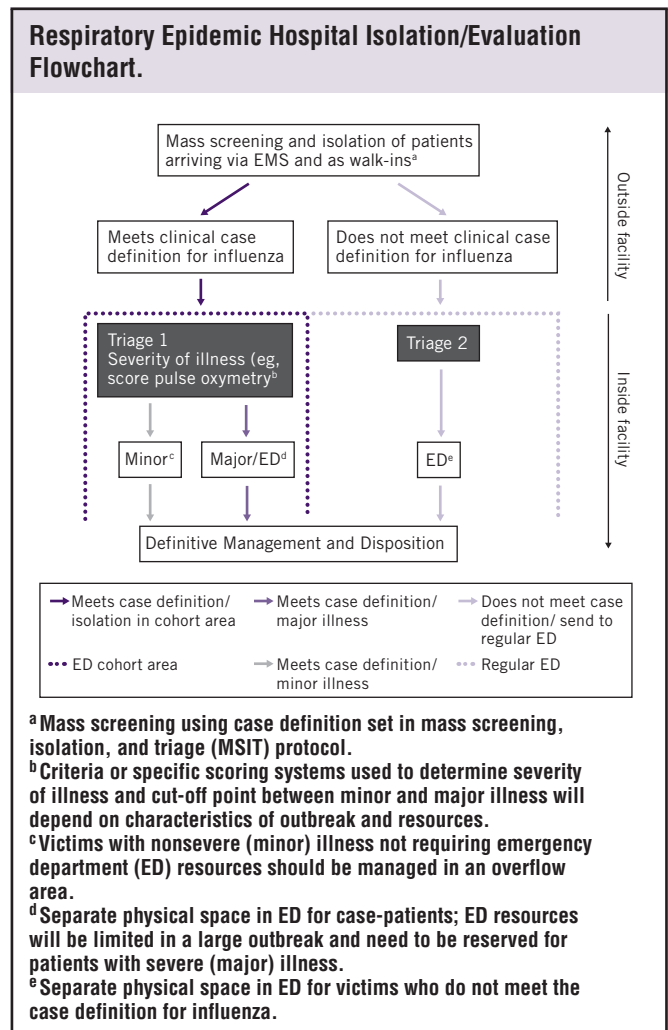 Respiratory Epidemic Hospital Isolation/Evaluation
Flowchart.
Mass screening and isolation of patients
arriving via EMS and as walk-insᵃ
Outside facility
Meets clinical case
definition for influenza
Does not meet clinical case
definition for influenza
Triage 1
Severity of illness (eg,
score pulse oxymetryᵇ
Triage 2
Inside facility
Minorᶜ
Major/EDᵈ
EDᵉ
Definitive Management and Disposition
Meets case definition/
isolation in cohort area
Meets case definition/
major illness
Does not meet case
definition/ send to
regular ED
ED cohort area
Meets case definition/
minor illness
Regular ED
ᵃ Mass screening using case definition set in mass screening,
isolation, and triage (MSIT) protocol.
ᵇ Criteria or specific scoring systems used to determine severity
of illness and cut-off point between minor and major illness will
depend on characteristics of outbreak and resources.
ᶜ Victims with nonsevere (minor) illness not requiring emergency
department (ED) resources should be managed in an overflow
area.
ᵈ Separate physical space in ED for case-patients; ED resources
will be limited in a large outbreak and need to be reserved for
patients with severe (major) illness.
ᵉ Separate physical space in ED for victims who do not meet the
case definition for influenza.